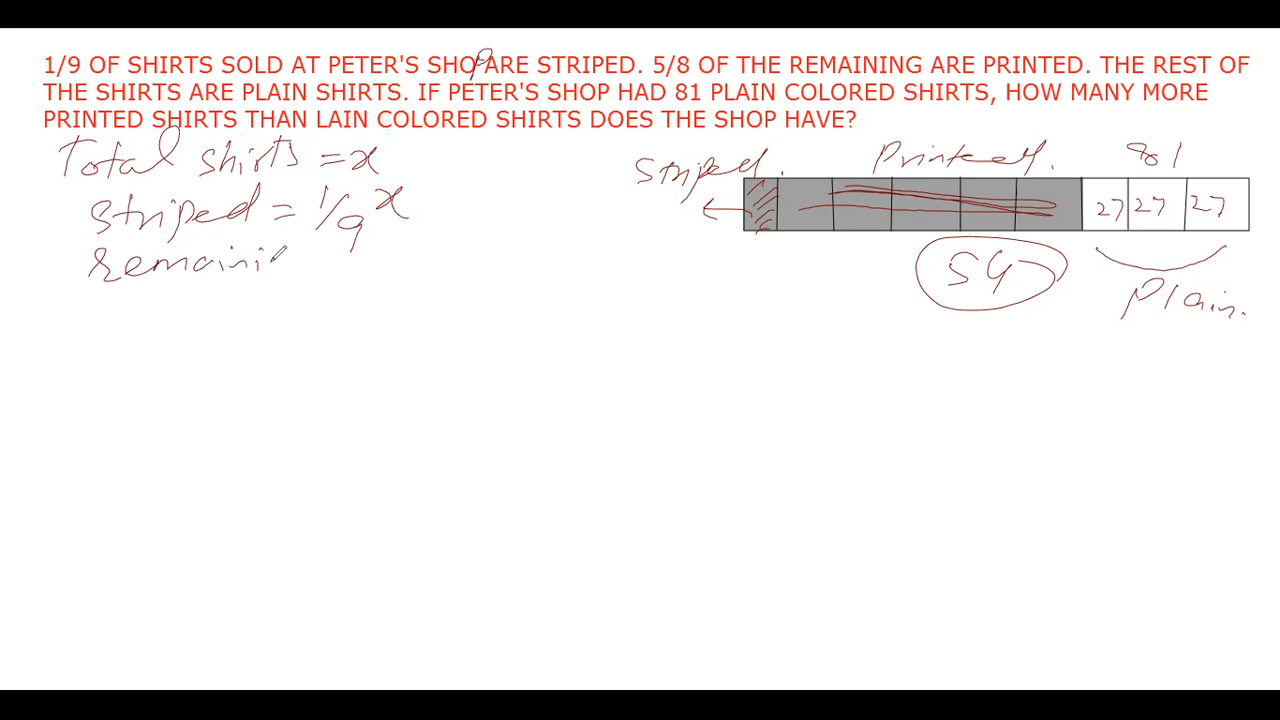 1/9 OF SHIRTS SOLD AT PETER'S SHOP ARE STRIPED. 5/8 OF THE REMAINING ARE PRINTED. THE REST OF
THE SHIRTS ARE PLAIN SHIRTS. IF PETER'S SHOP HAD 81 PLAIN COLORED SHIRTS, HOW MANY MORE
PRINTED SHIRTS THAN LAIN COLORED SHIRTS DOES THE SHOP HAVE?
Total shirts = x
striped = 1/9 x
remaini
striped. Printed. 81
27 27 27
54
Plain.